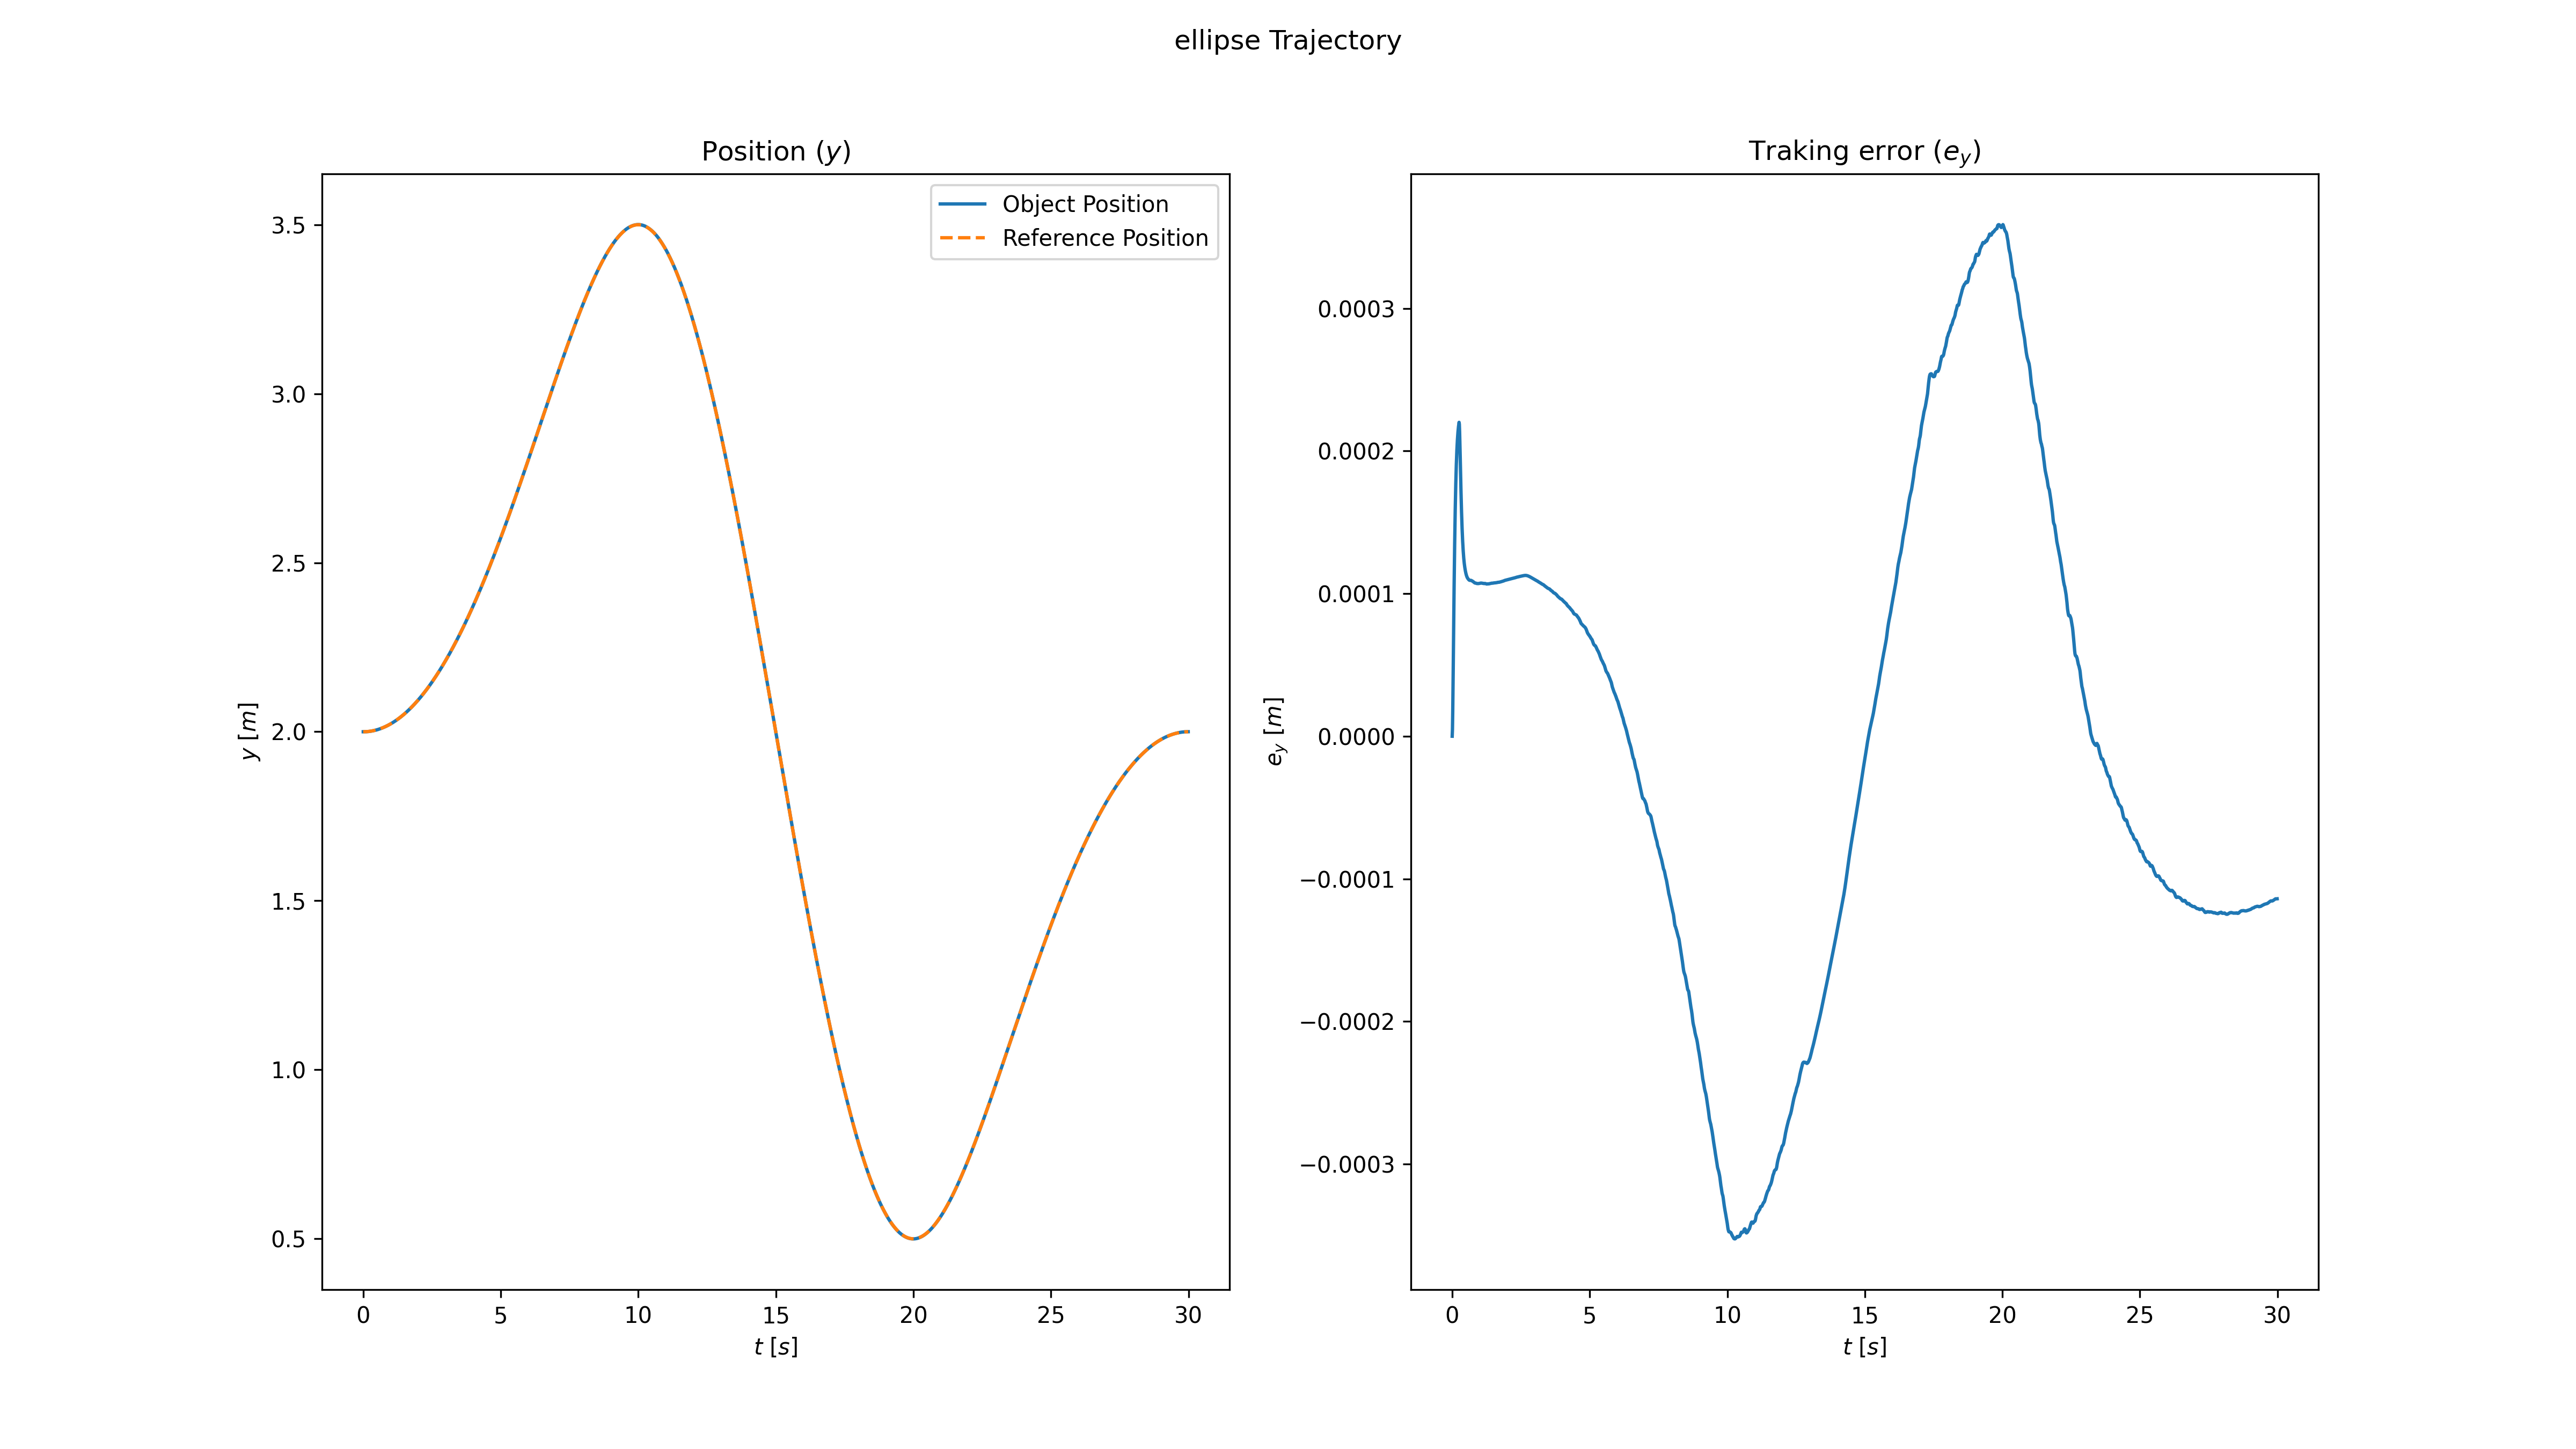 ellipse Trajectory
Position (y)
Object Position
Reference Position
3.5
3.0
2.5
2.0
1.5
1.0
0.5
y [m]
0 5 10 15 20 25 30
t [s]
Traking error (e_y)
0.0003
0.0002
0.0001
0.0000
−0.0001
−0.0002
−0.0003
e_y [m]
0 5 10 15 20 25 30
t [s]